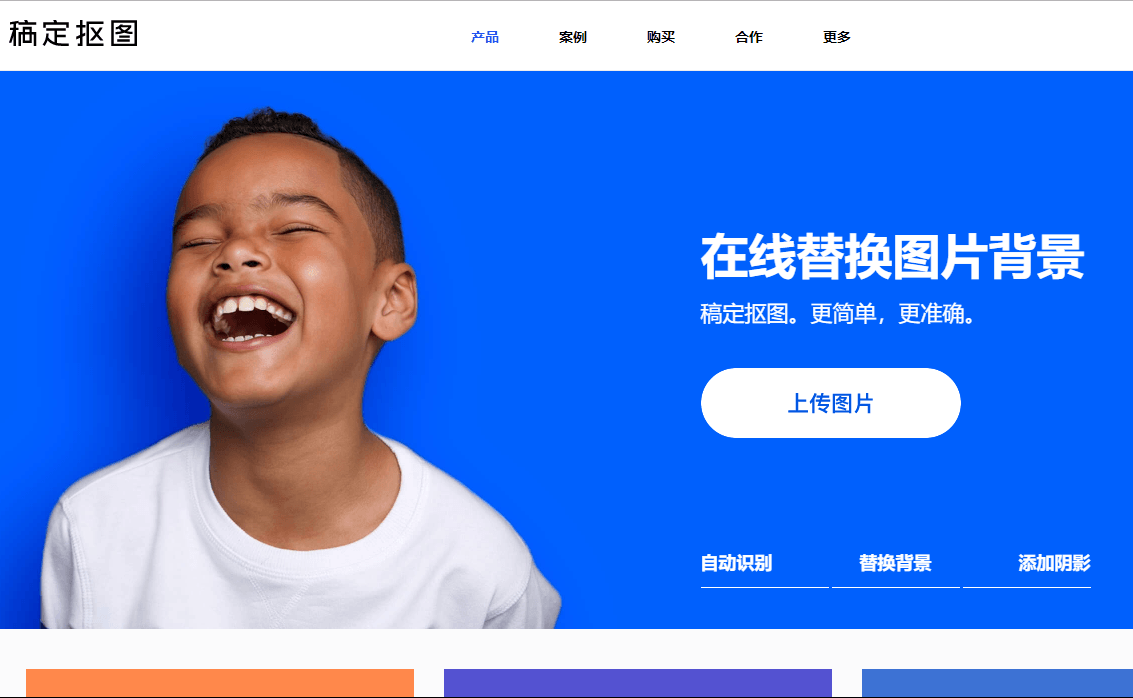 稿定抠图
产品 案例 购买 合作 更多
在线替换图片背景
稿定抠图。更简单，更准确。
上传图片
自动识别 替换背景 添加阴影